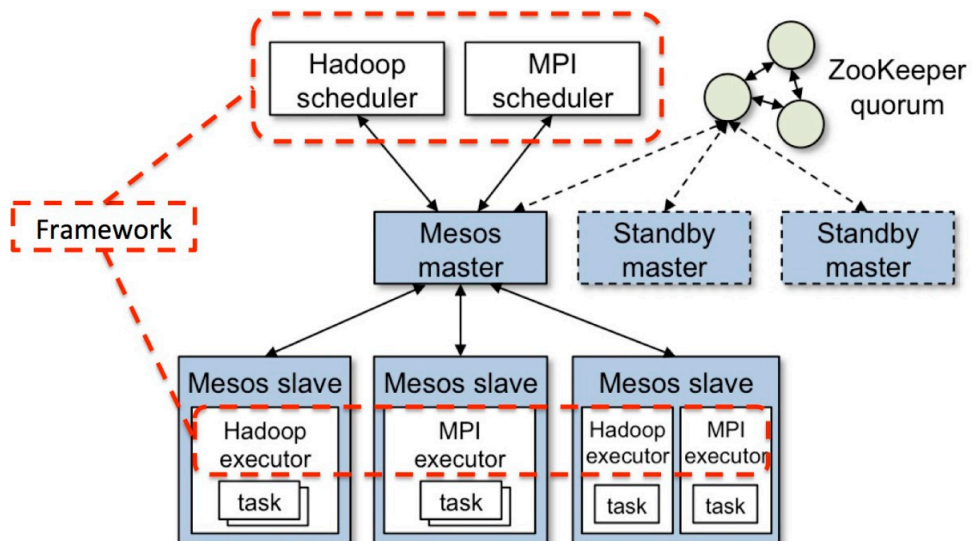 Hadoop
scheduler
MPI
scheduler
ZooKeeper
quorum
Framework
Mesos
master
Standby
master
Standby
master
Mesos slave
Hadoop
executor
task
Mesos slave
MPI
executor
task
Mesos slave
Hadoop
executor
task
MPI
executor
task